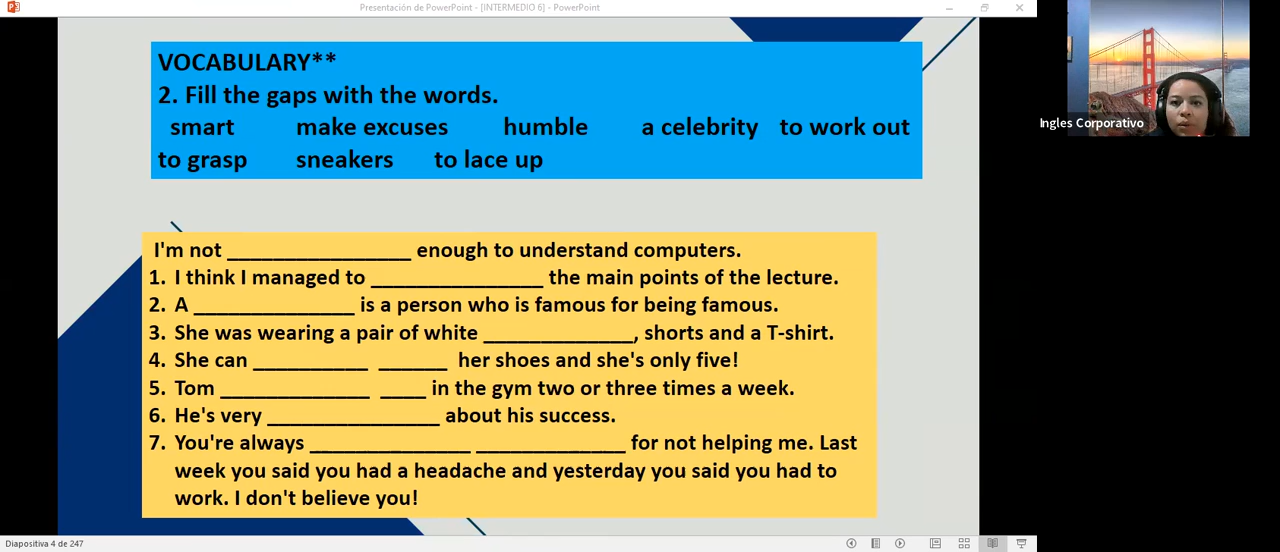 Presentación de PowerPoint - [INTERMEDIO 6] - PowerPoint
VOCABULARY**
2. Fill the gaps with the words.
smart make excuses humble a celebrity to work out
to grasp sneakers to lace up
I'm not ________________ enough to understand computers.
1. I think I managed to _______________ the main points of the lecture.
2. A ______________ is a person who is famous for being famous.
3. She was wearing a pair of white _____________, shorts and a T-shirt.
4. She can __________ ______ her shoes and she's only five!
5. Tom _____________ ____ in the gym two or three times a week.
6. He's very _______________ about his success.
7. You're always ______________ _____________ for not helping me. Last
week you said you had a headache and yesterday you said you had to
work. I don't believe you!
Ingles Corporativo
Diapositiva 4 de 247